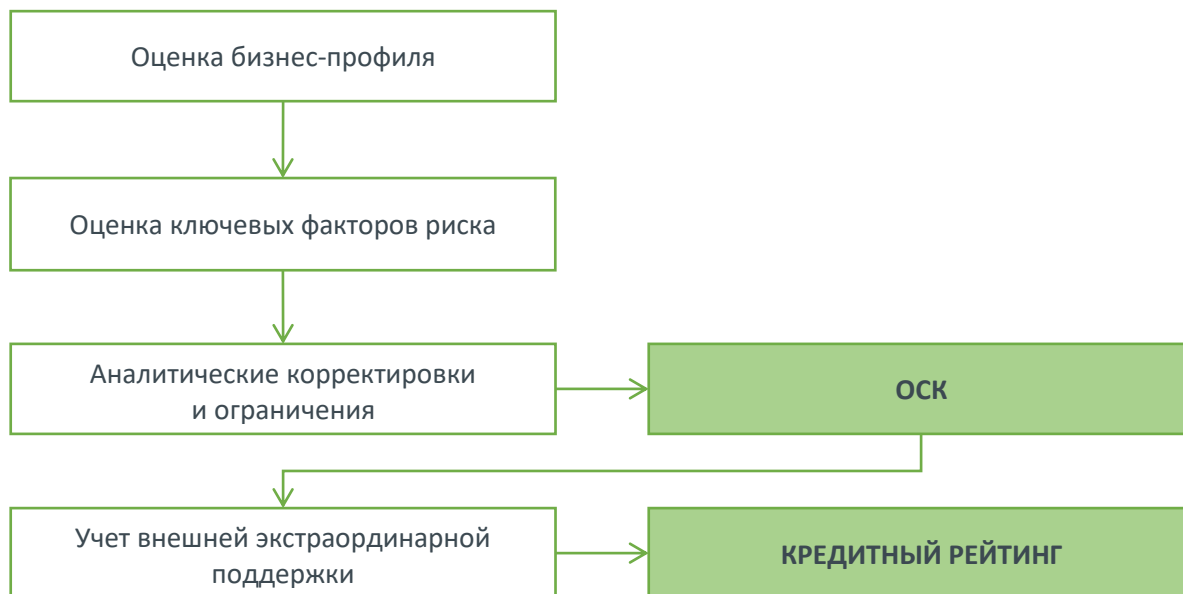 Оценка бизнес-профиля
Оценка ключевых факторов риска
Аналитические корректировки
и ограничения
ОСК
Учет внешней экстраординарной
поддержки
КРЕДИТНЫЙ РЕЙТИНГ